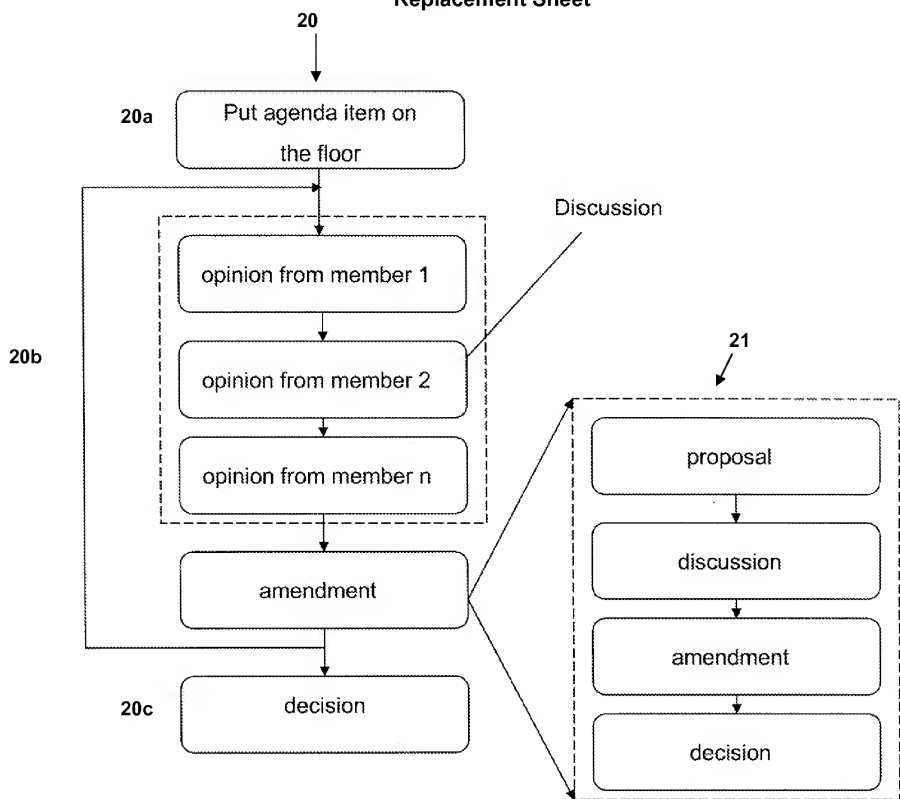 Replacement Sheet
20
20a
Put agenda item on
the floor
Discussion
opinion from member 1
20b
opinion from member 2
opinion from member n
amendment
20c
decision
21
proposal
discussion
amendment
decision